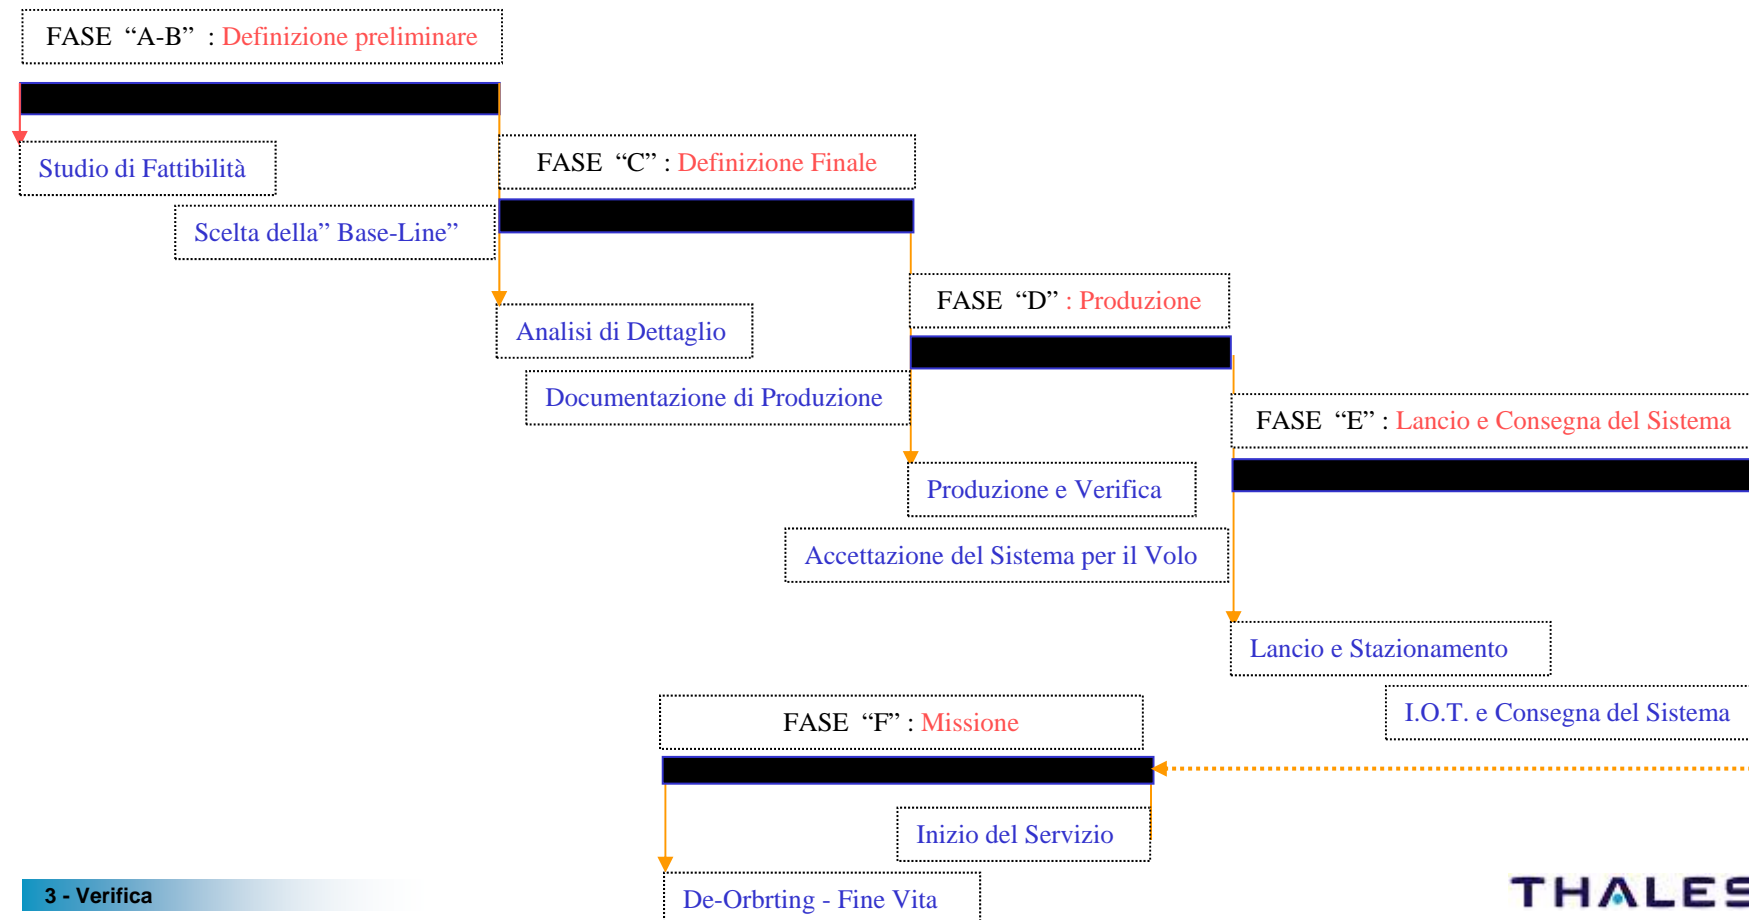 FASE “A-B” : Definizione preliminare
Studio di Fattibilità
FASE “C” : Definizione Finale
Scelta della” Base-Line”
FASE “D” : Produzione
Analisi di Dettaglio
Documentazione di Produzione
FASE “E” : Lancio e Consegna del Sistema
Produzione e Verifica
Accettazione del Sistema per il Volo
Lancio e Stazionamento
I.O.T. e Consegna del Sistema
FASE “F” : Missione
Inizio del Servizio
De-Orbrting - Fine Vita
3 - Verifica
THALES